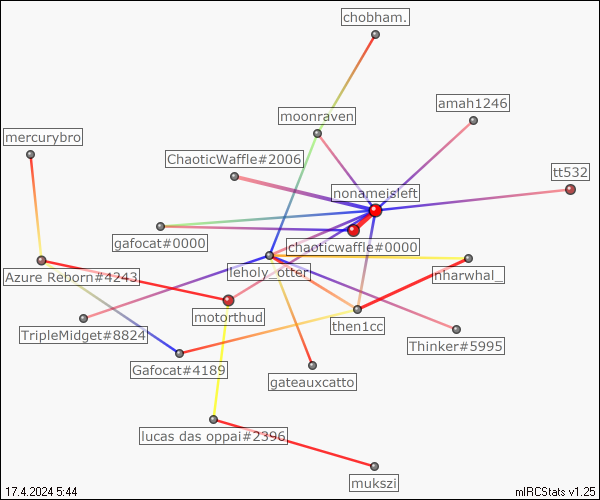 chobham.
amah1246
moonraven
mercurybro
ChaoticWaffle#2006
tt532
nonameisleft
gafocat#0000
chaoticwaffle#0000
leholy_otter
nharwhal_
Azure Reborn#4243
motorthud
then1cc
TripleMidget#8824
Thinker#5995
Gafocat#4189
gateauxcatto
lucas das oppai#2396
mukszi
17.4.2024 5:44
mIRCStats v1.25